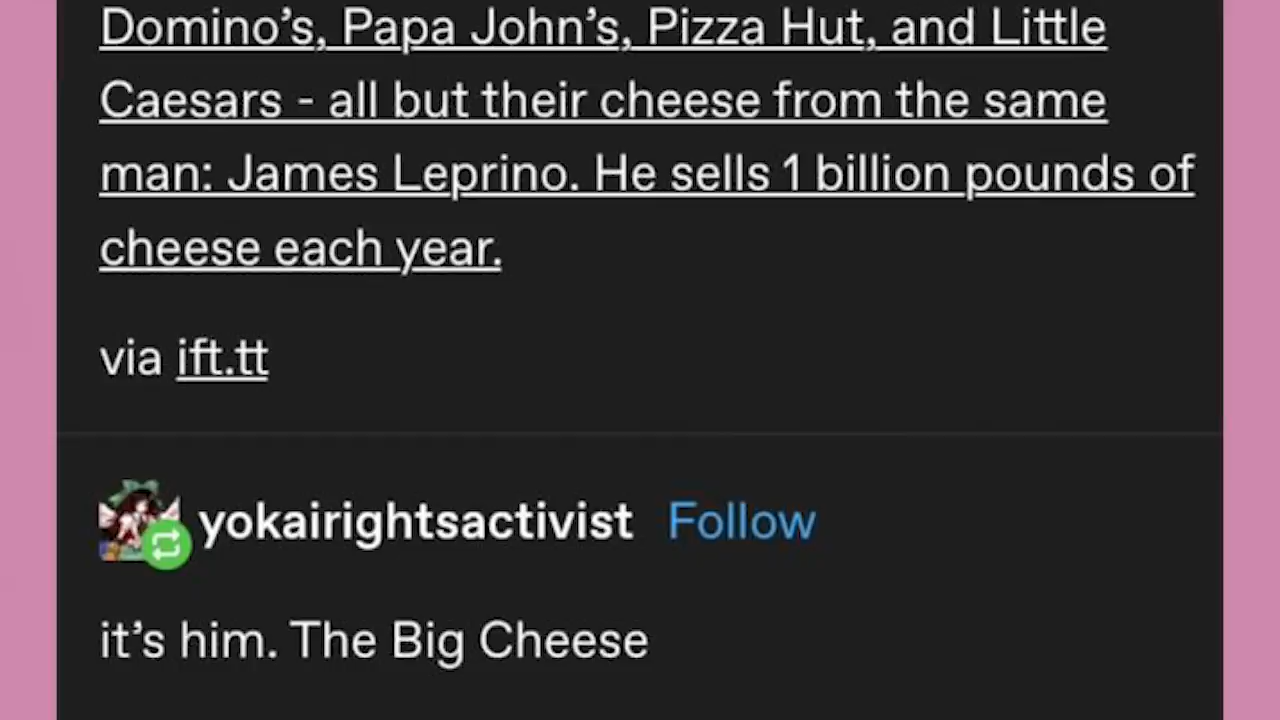 Domino’s, Papa John’s, Pizza Hut, and Little
Caesars - all but their cheese from the same
man: James Leprino. He sells 1 billion pounds of
cheese each year.
via ift.tt
yokairightsactivist Follow
it’s him. The Big Cheese